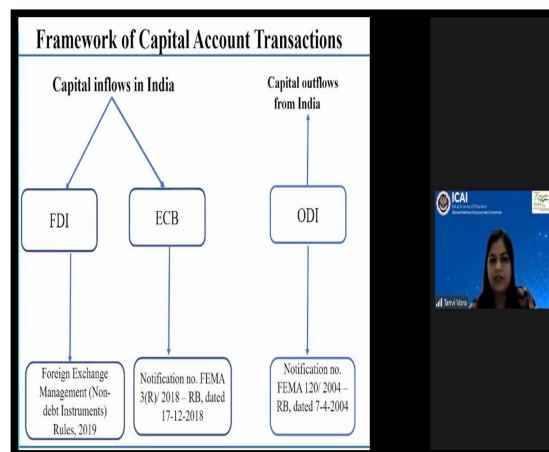 Framework of Capital Account Transactions
Capital inflows in India
Capital outflows
from India
FDI
ECB
ODI
Foreign Exchange
Management (Non-
debt Instruments)
Rules, 2019
Notification no. FEMA
3(R)/ 2018 – RB, dated
17-12-2018
Notification no.
FEMA 120/ 2004 –
RB, dated 7-4-2004
ICAI
Tanvi Vora